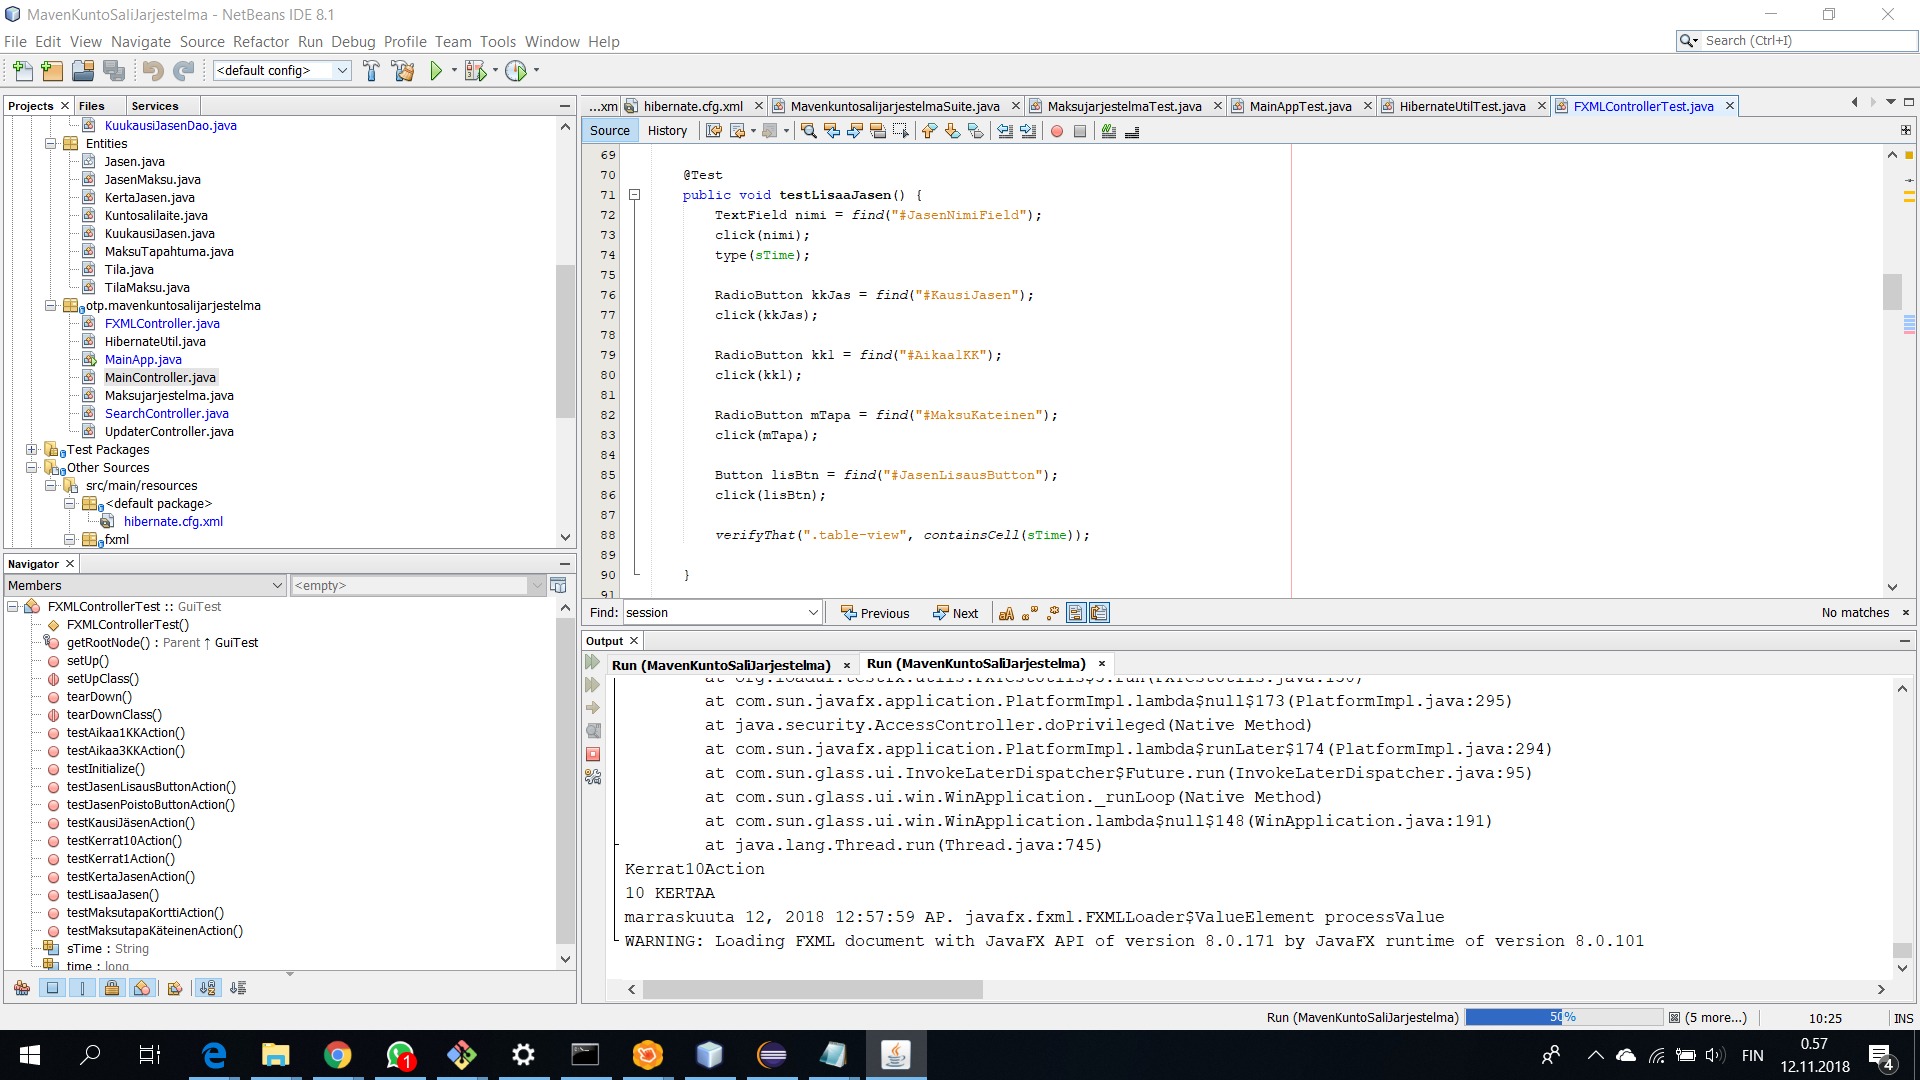 MavenKuntoSaliJarjestelma - NetBeans IDE 8.1
File Edit View Navigate Source Refactor Run Debug Profile Team Tools Window Help
Search (Ctrl+I)
<default config>
Projects Files Services
KuukausiJasenDao.java
Entities
Jasen.java
JasenMaksu.java
KertaJasen.java
Kuntosalilaite.java
KuukausiJasen.java
MaksuTapahtuma.java
Tila.java
TilaMaksu.java
otp.mavenkuntosalijarjestelma
FXMLController.java
HibernateUtil.java
MainApp.java
MainController.java
Maksujarjestelma.java
SearchController.java
UpdaterController.java
Test Packages
Other Sources
src/main/resources
<default package>
hibernate.cfg.xml
fxml
Navigator
Members
<empty>
FXMLControllerTest :: GuiTest
FXMLControllerTest()
getRootNode() : Parent ↑ GuiTest
setUp()
setUpClass()
tearDown()
tearDownClass()
testAikaa1KKAction()
testAikaa3KKAction()
testInitialize()
testJasenLisausButtonAction()
testJasenPoistoButtonAction()
testKausiJäsenAction()
testKerrat10Action()
testKerrat1Action()
testKertaJasenAction()
testLisaaJasen()
testMaksutapaKorttiAction()
testMaksutapaKäteinenAction()
sTime : String
time : long
...xm hibernate.cfg.xml MavenkuntosalijarjestelmaSuite.java MaksujarjestelmaTest.java MainAppTest.java HibernateUtilTest.java FXMLControllerTest.java
Source History
69
70 @Test
71 public void testLisaaJasen() {
72 TextField nimi = find("#JasenNimiField");
73 click(nimi);
74 type(sTime);
75
76 RadioButton kkJas = find("#KausiJasen");
77 click(kkJas);
78
79 RadioButton kk1 = find("#Aikaa1KK");
80 click(kk1);
81
82 RadioButton mTapa = find("#MaksuKateinen");
83 click(mTapa);
84
85 Button lisBtn = find("#JasenLisausButton");
86 click(lisBtn);
87
88 verifyThat(".table-view", containsCell(sTime));
89
90 }
91
Find: session Previous Next No matches
Output
Run (MavenKuntoSaliJarjestelma) Run (MavenKuntoSaliJarjestelma)
at org.loadui.testfx.utils.FXTestUtils$3.run(FXTestUtils.java:130)
at com.sun.javafx.application.PlatformImpl.lambda$null$173(PlatformImpl.java:295)
at java.security.AccessController.doPrivileged(Native Method)
at com.sun.javafx.application.PlatformImpl.lambda$runLater$174(PlatformImpl.java:294)
at com.sun.glass.ui.InvokeLaterDispatcher$Future.run(InvokeLaterDispatcher.java:95)
at com.sun.glass.ui.win.WinApplication._runLoop(Native Method)
at com.sun.glass.ui.win.WinApplication.lambda$null$148(WinApplication.java:191)
at java.lang.Thread.run(Thread.java:745)
Kerrat10Action
10 KERTAA
marraskuuta 12, 2018 12:57:59 AP. javafx.fxml.FXMLLoader$ValueElement processValue
WARNING: Loading FXML document with JavaFX API of version 8.0.171 by JavaFX runtime of version 8.0.101
Run (MavenKuntoSaliJarjestelma) 50% (5 more...) 10:25 INS
1
FIN
0.57
12.11.2018
4